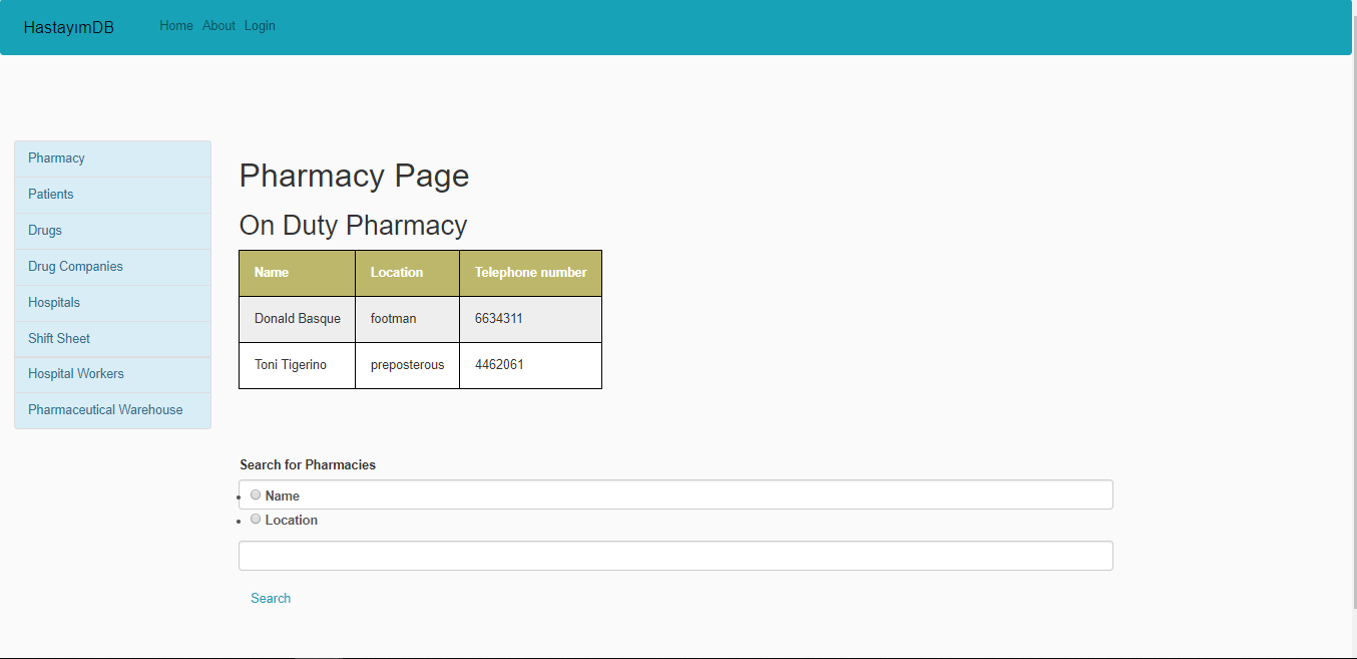 HastayımDB Home About Login
Pharmacy
Patients
Drugs
Drug Companies
Hospitals
Shift Sheet
Hospital Workers
Pharmaceutical Warehouse
Pharmacy Page
On Duty Pharmacy
Name Location Telephone number
Donald Basque footman 6634311
Toni Tigerino preposterous 4462061
Search for Pharmacies
Name
Location
Search